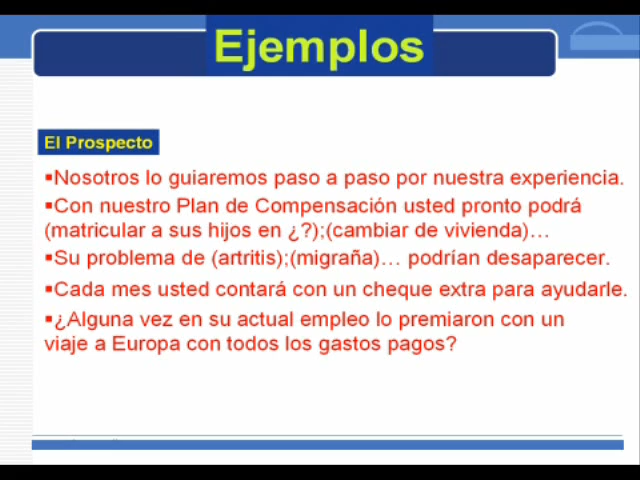 Ejemplos
El Prospecto
▪Nosotros lo guiaremos paso a paso por nuestra experiencia.
▪Con nuestro Plan de Compensación usted pronto podrá
(matricular a sus hijos en ¿?);(cambiar de vivienda)…
▪Su problema de (artritis);(migraña)… podrían desaparecer.
▪Cada mes usted contará con un cheque extra para ayudarle.
▪¿Alguna vez en su actual empleo lo premiaron con un
viaje a Europa con todos los gastos pagos?